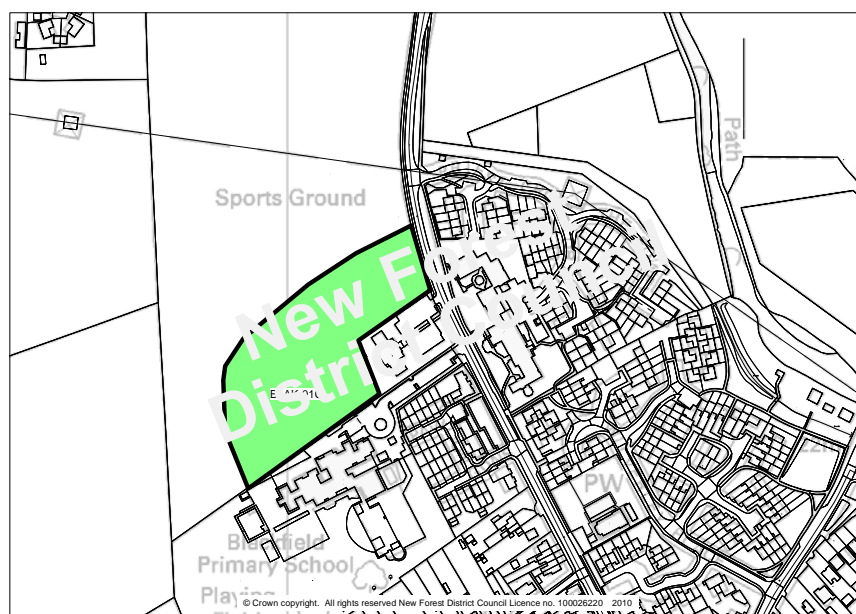 Path
Sports Ground
New Forest
District Council
PW
Blackfield
Primary School
Playing
© Crown copyright. All rights reserved New Forest District Council Licence no. 100026220 2010